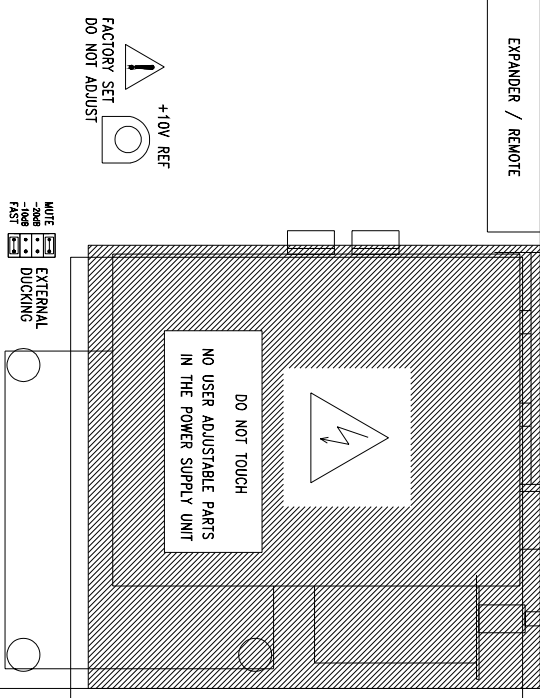 EXPANDER / REMOTE
+10V REF
FACTORY SET
DO NOT ADJUST
MUTE
-20dB
-10dB
FAST
EXTERNAL
DUCKING
DO NOT TOUCH
NO USER ADJUSTABLE PARTS
IN THE POWER SUPPLY UNIT